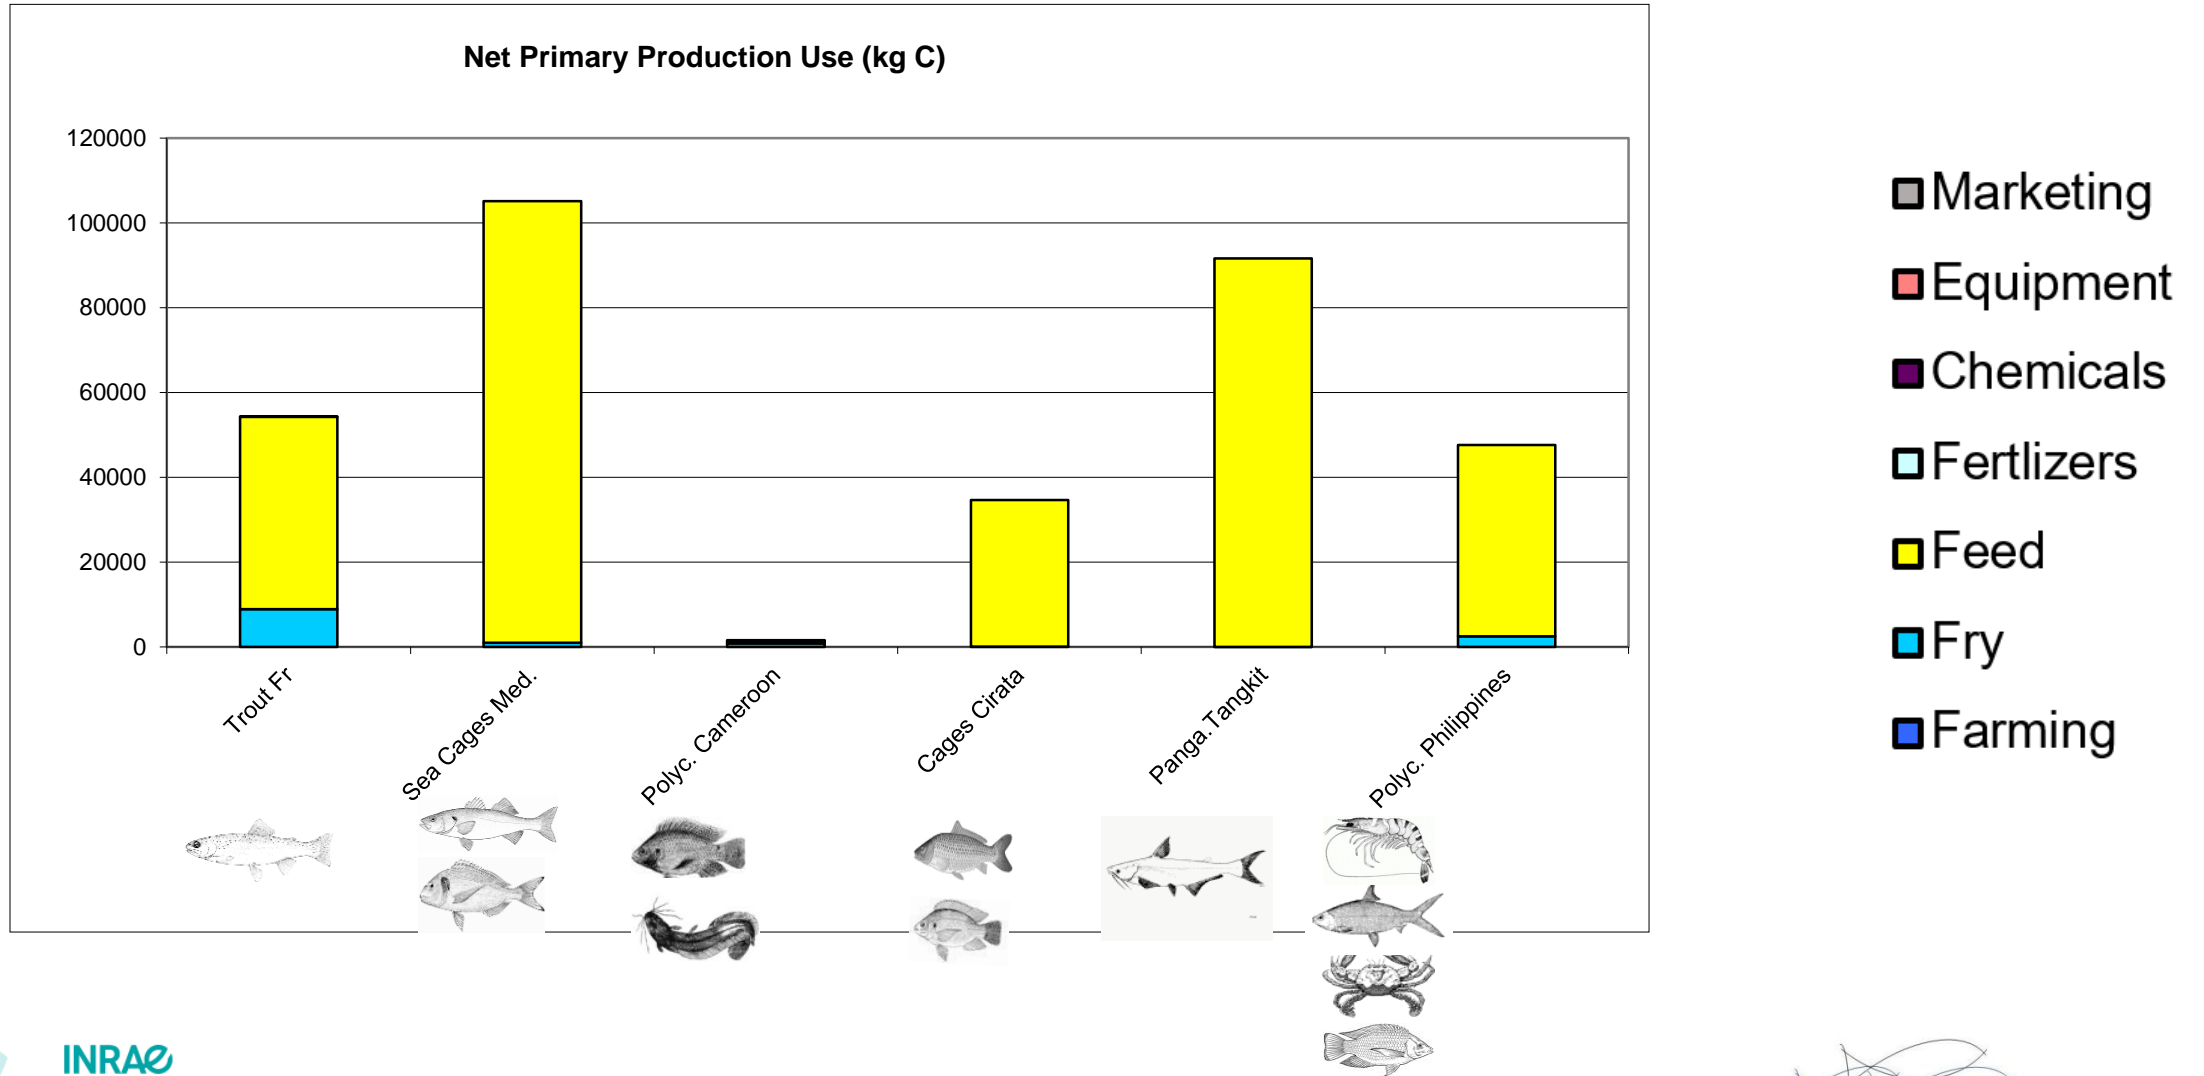 Net Primary Production Use (kg C)
120000
100000
80000
60000
40000
20000
0
Trout Fr
Sea Cages Med.
Polyc. Cameroon
Cages Cirata
Panga.Tangkit
Polyc. Philippines
Marketing
Equipment
Chemicals
Fertlizers
Feed
Fry
Farming
INRAE